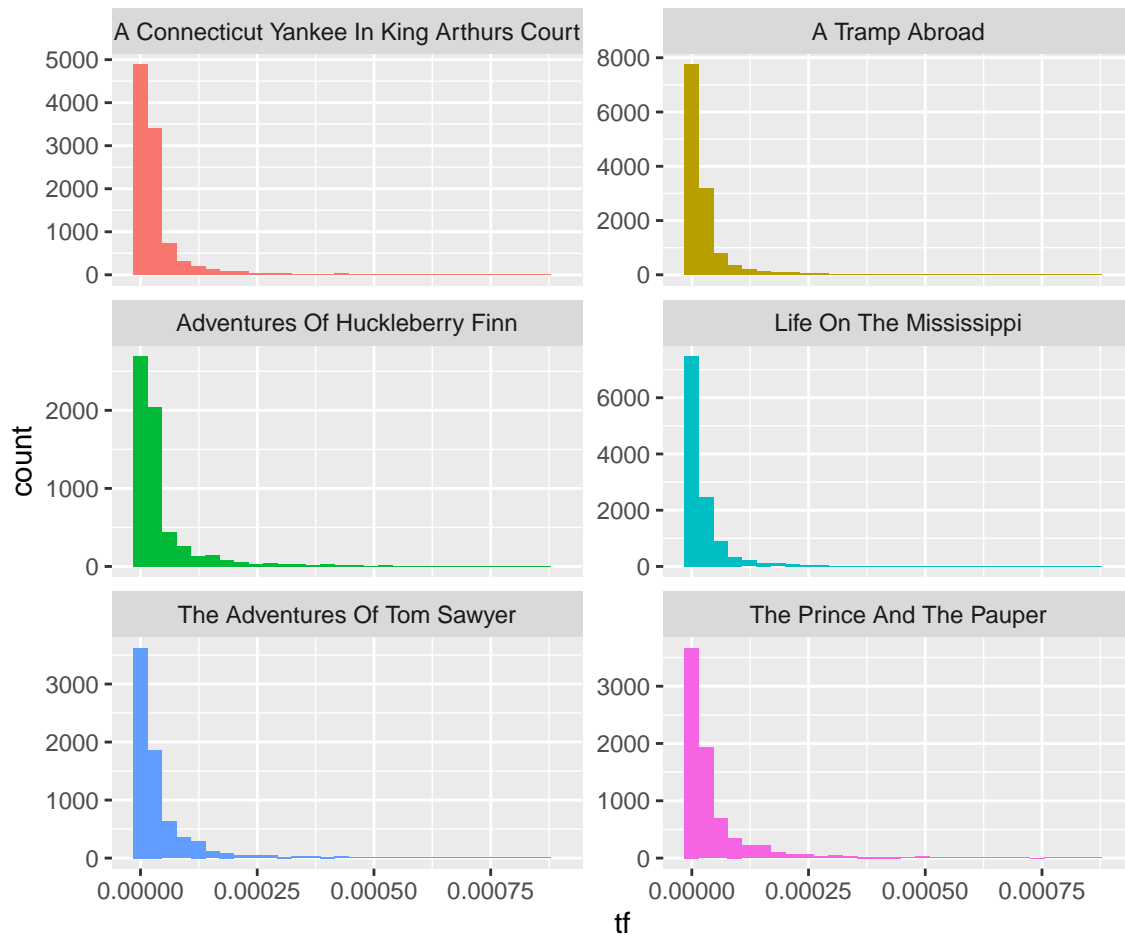 A Connecticut Yankee In King Arthurs Court
A Tramp Abroad
5000
4000
3000
2000
1000
0
8000
6000
4000
2000
0
Adventures Of Huckleberry Finn
Life On The Mississippi
2000
1000
0
6000
4000
2000
0
count
The Adventures Of Tom Sawyer
The Prince And The Pauper
3000
2000
1000
0
3000
2000
1000
0
0.00000 0.00025 0.00050 0.00075
0.00000 0.00025 0.00050 0.00075
tf